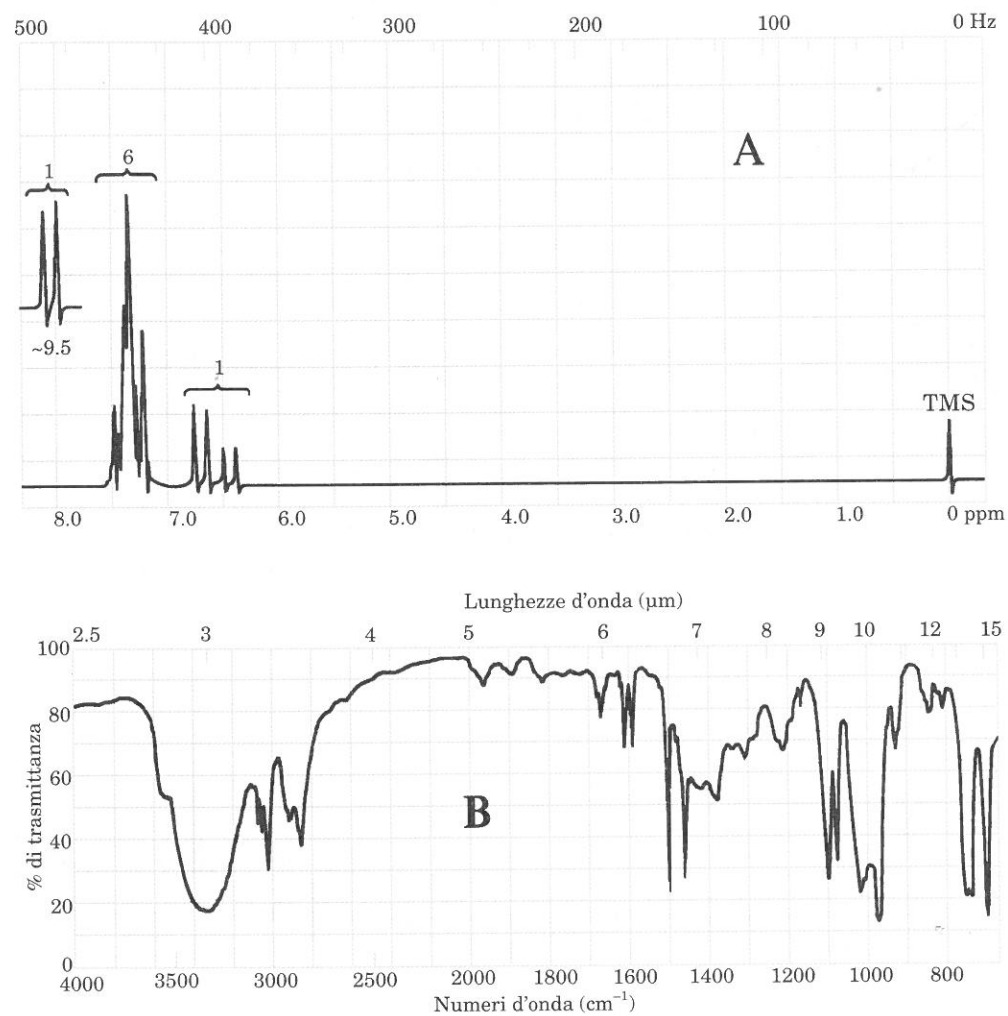 500 400 300 200 100 0 Hz
A
1 6
~9.5
1
TMS
8.0 7.0 6.0 5.0 4.0 3.0 2.0 1.0 0 ppm
Lunghezze d'onda (µm)
2.5 3 4 5 6 7 8 9 10 12 15
% di trasmittanza
100
80
60
40
20
0
B
4000 3500 3000 2500 2000 1800 1600 1400 1200 1000 800
Numeri d'onda (cm⁻¹)